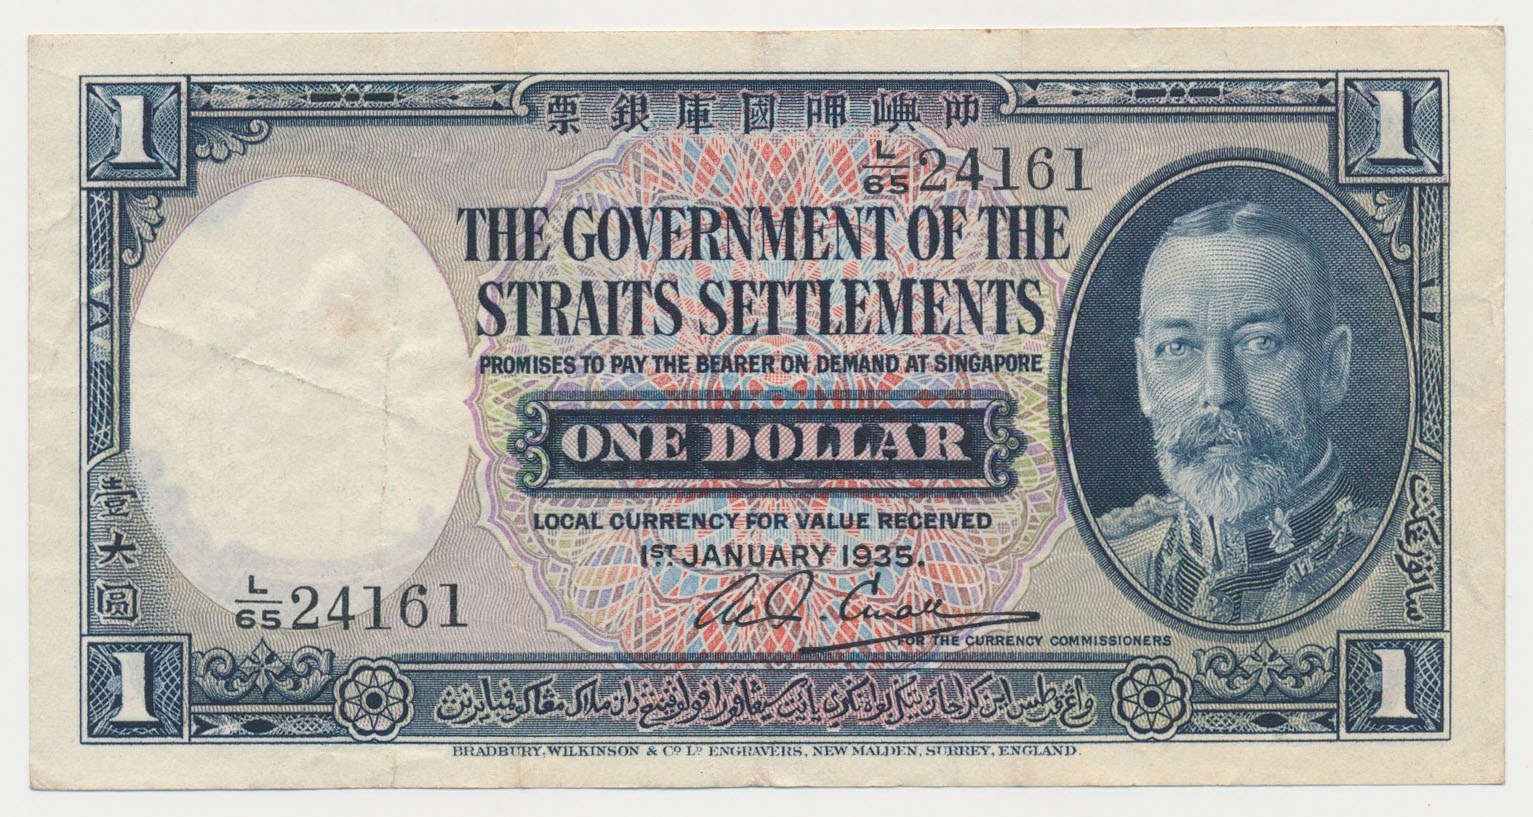 1
叻嶼呷國庫銀票
1
L/65 24161
THE GOVERNMENT OF THE
STRAITS SETTLEMENTS
PROMISES TO PAY THE BEARER ON DEMAND AT SINGAPORE
ONE DOLLAR
LOCAL CURRENCY FOR VALUE RECEIVED
1ST. JANUARY 1935.
壹大圓
L/65 24161
FOR THE CURRENCY COMMISSIONERS
1
1
BRADBURY, WILKINSON & Co. Ld. ENGRAVERS, NEW MALDEN, SURREY, ENGLAND.